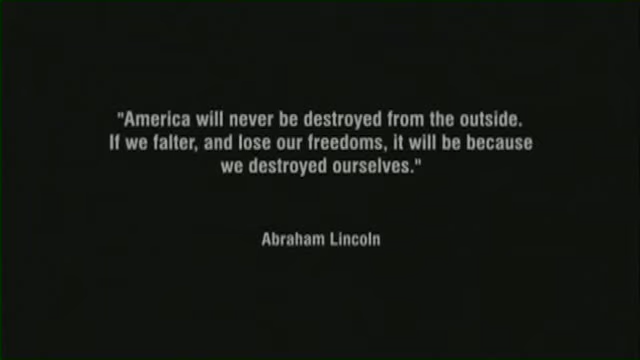 "America will never be destroyed from the outside.
If we falter, and lose our freedoms, it will be because
we destroyed ourselves."
Abraham Lincoln